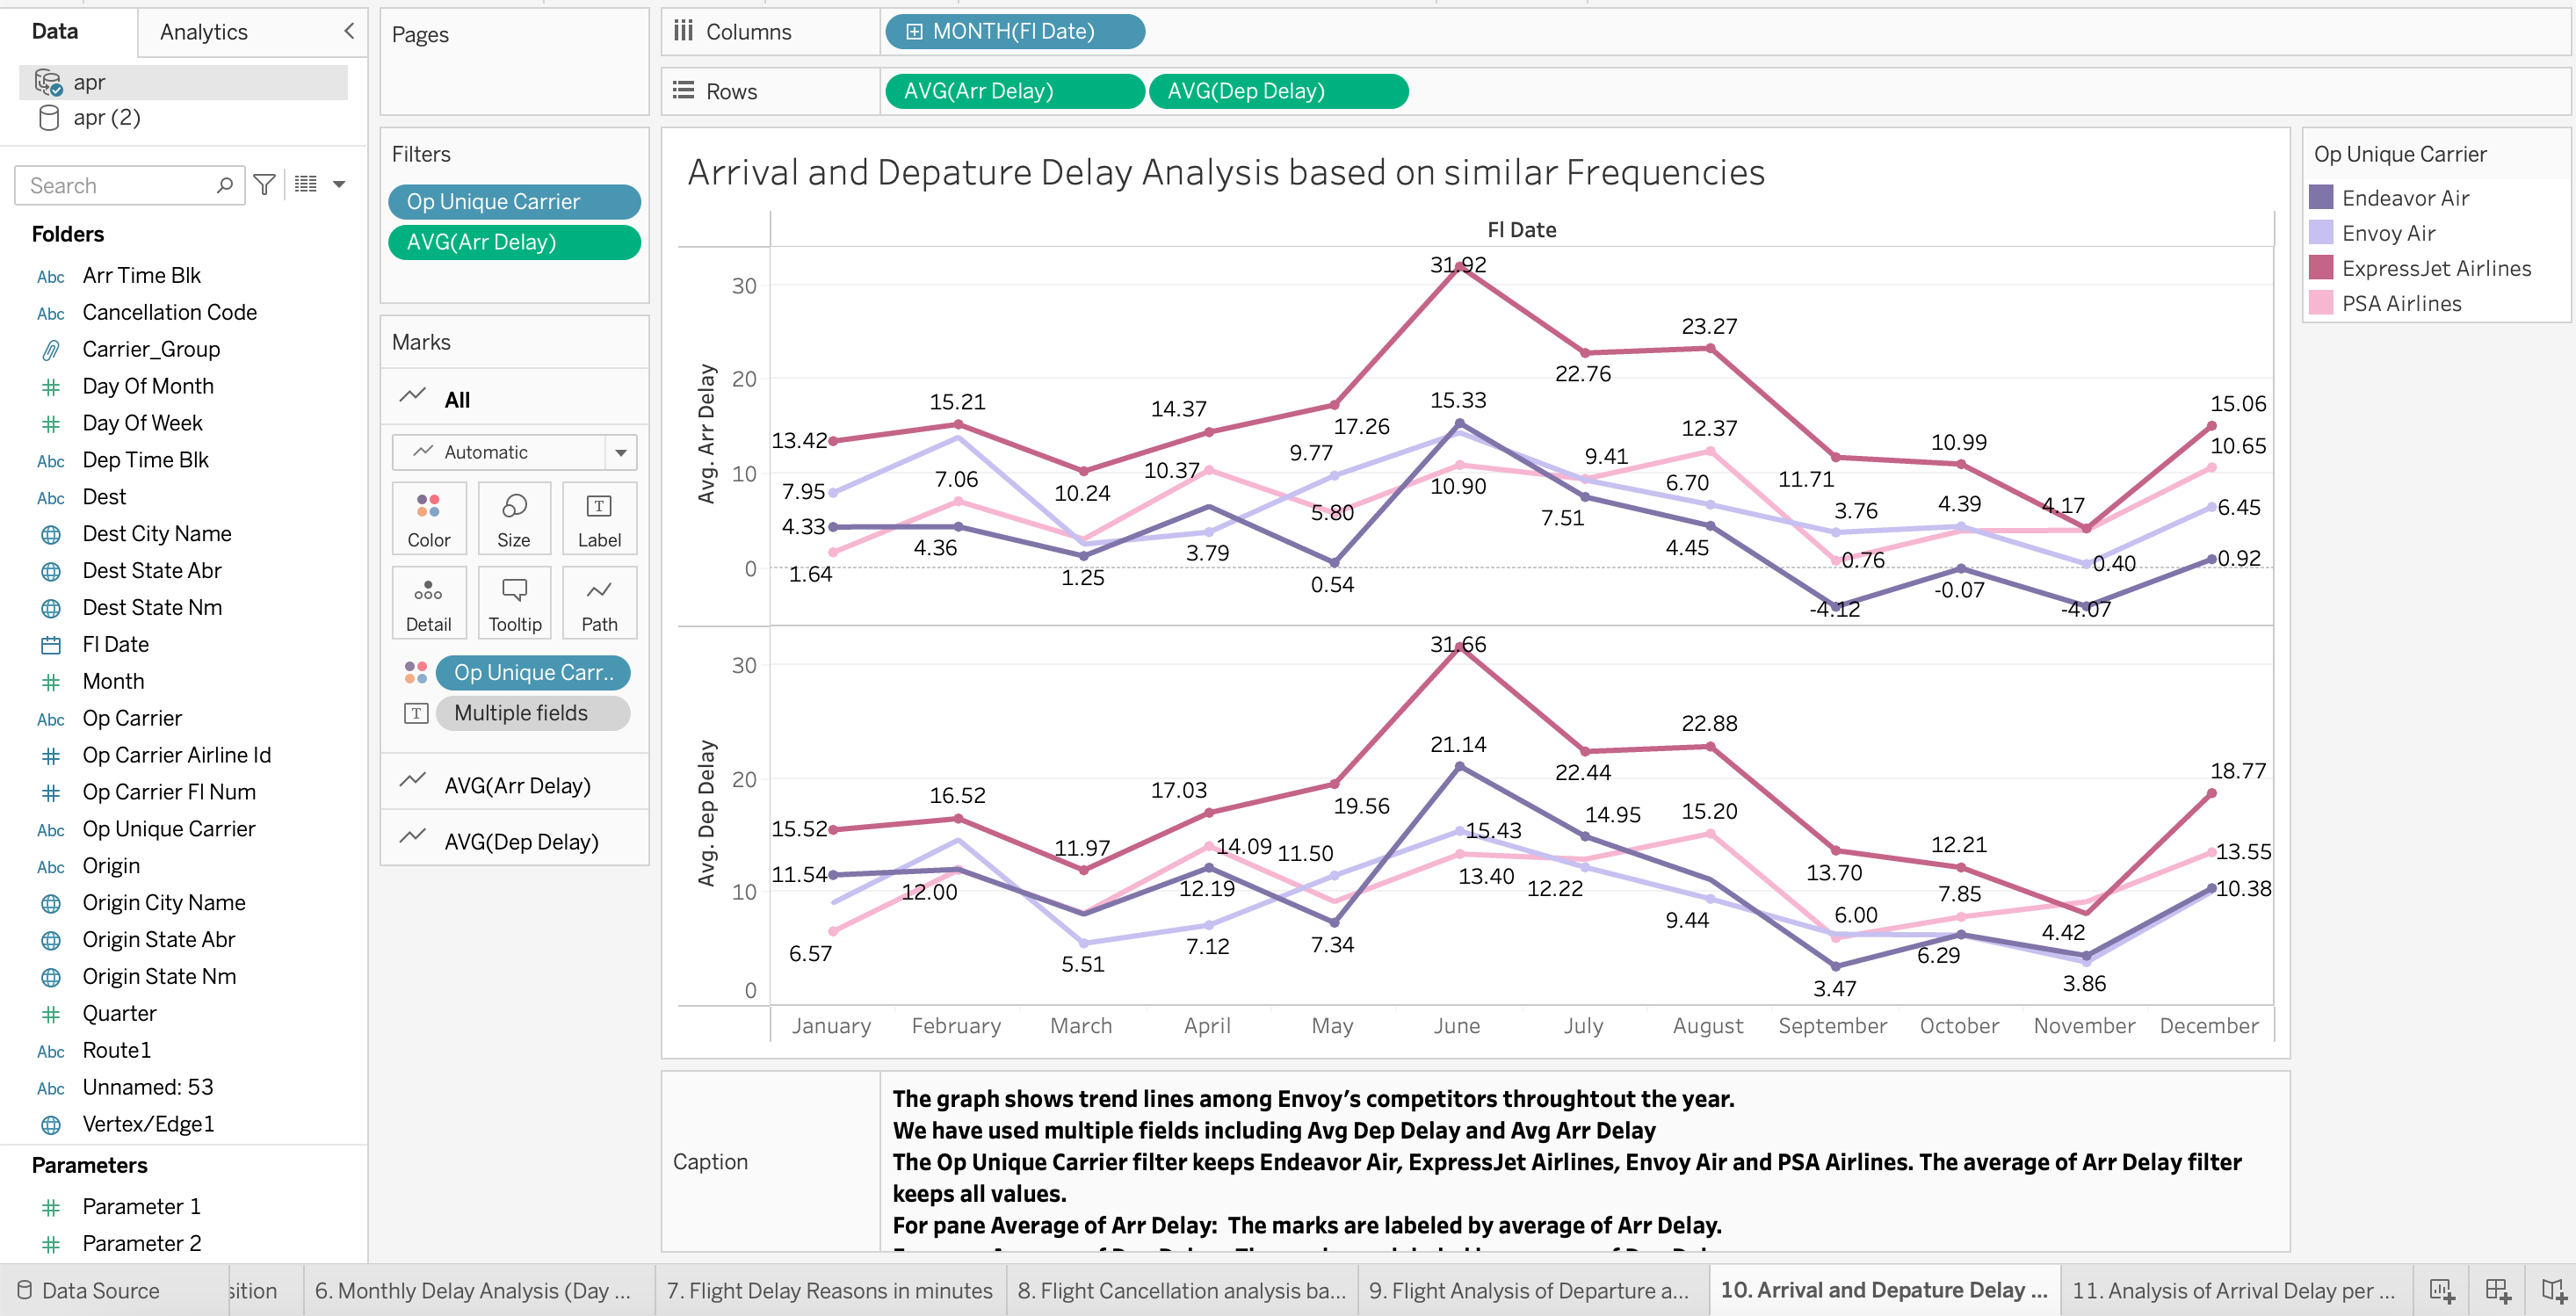 Data
Analytics
apr
apr (2)
Search
Folders
Abc Arr Time Blk
Abc Cancellation Code
Carrier_Group
# Day Of Month
# Day Of Week
Abc Dep Time Blk
Abc Dest
Dest City Name
Dest State Abr
Dest State Nm
Fl Date
# Month
Abc Op Carrier
# Op Carrier Airline Id
# Op Carrier Fl Num
Abc Op Unique Carrier
Abc Origin
Origin City Name
Origin State Abr
Origin State Nm
# Quarter
Abc Route1
Abc Unnamed: 53
Vertex/Edge1
Parameters
# Parameter 1
# Parameter 2
Pages
Filters
Op Unique Carrier
AVG(Arr Delay)
Marks
All
Automatic
Color Size T Label
Detail Tooltip Path
Op Unique Carr..
T Multiple fields
AVG(Arr Delay)
AVG(Dep Delay)
Columns MONTH(Fl Date)
Rows AVG(Arr Delay) AVG(Dep Delay)
Arrival and Depature Delay Analysis based on similar Frequencies
Fl Date
Avg. Arr Delay
30
20
10
0
31.92
23.27
22.76
15.21
14.37
15.33
15.06
13.42
17.26
12.37
10.65
9.77
9.41
10.99
7.95
7.06
10.24
10.37
10.90
6.70
11.71
4.33
5.80
7.51
3.76
4.39
4.17
6.45
4.36
3.79
4.45
0.76
0.40
0.92
1.64
1.25
0.54
-4.12
-0.07
-4.07
Avg. Dep Delay
30
20
10
0
31.66
22.88
21.14
22.44
18.77
16.52
17.03
19.56
14.95
15.20
15.52
11.97
14.09
11.50
15.43
12.21
13.55
11.54
12.00
12.19
13.40
12.22
13.70
7.85
10.38
6.57
5.51
7.12
7.34
9.44
6.00
6.29
4.42
3.47
3.86
January February March April May June July August September October November December
Op Unique Carrier
Endeavor Air
Envoy Air
ExpressJet Airlines
PSA Airlines
Caption
The graph shows trend lines among Envoy’s competitors throughtout the year.
We have used multiple fields including Avg Dep Delay and Avg Arr Delay
The Op Unique Carrier filter keeps Endeavor Air, ExpressJet Airlines, Envoy Air and PSA Airlines. The average of Arr Delay filter
keeps all values.
For pane Average of Arr Delay: The marks are labeled by average of Arr Delay.
Data Source
sition
6. Monthly Delay Analysis (Day ...
7. Flight Delay Reasons in minutes
8. Flight Cancellation analysis ba...
9. Flight Analysis of Departure a...
10. Arrival and Depature Delay ...
11. Analysis of Arrival Delay per ...